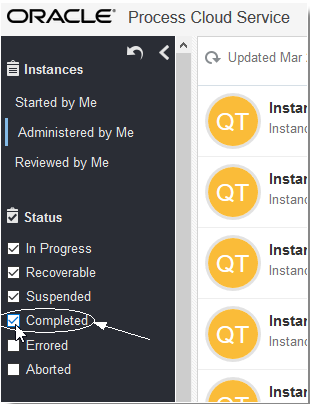 ORACLE® Process Cloud Service
Instances
Started by Me
Administered by Me
Reviewed by Me
Status
In Progress
Recoverable
Suspended
Completed
Errored
Aborted
Updated Mar
QT
Instan
Instanc
QT
Instan
Instanc
QT
Instan
Instanc
QT
Instan
Instanc
QT
Instan
Instanc